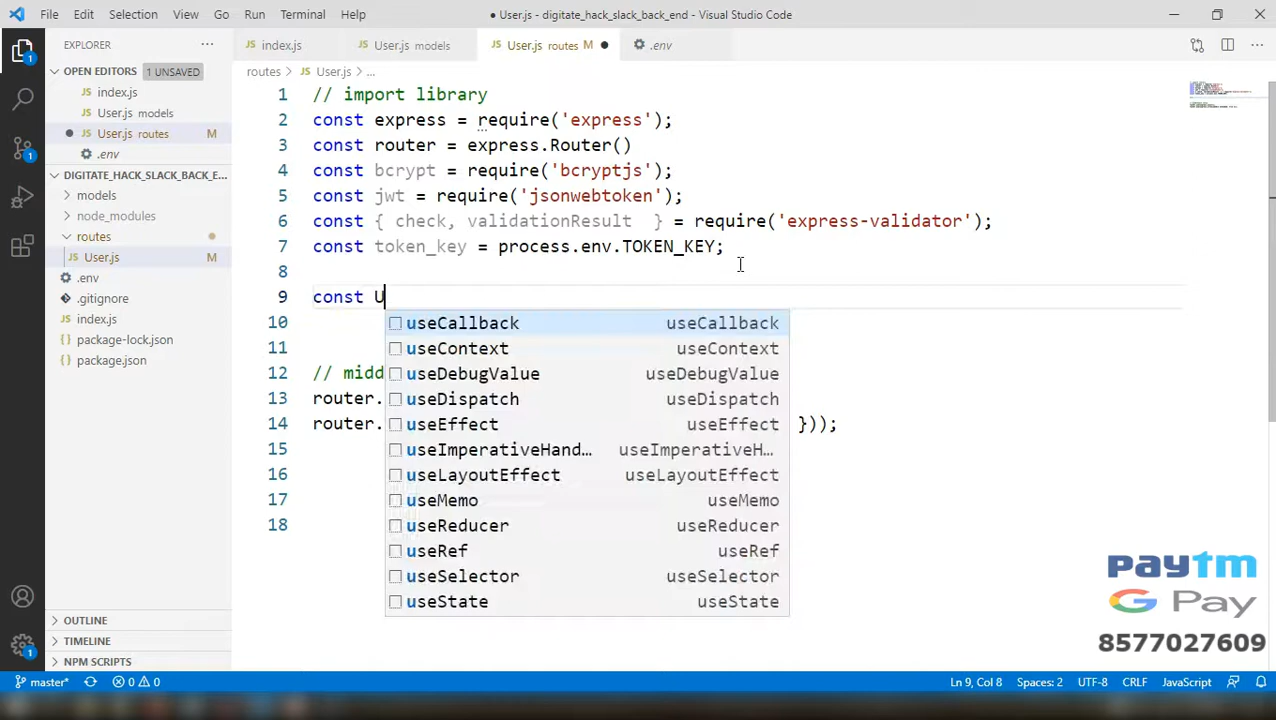 File Edit Selection View Go Run Terminal Help
● User.js - digitate_hack_slack_back_end - Visual Studio Code
EXPLORER
OPEN EDITORS 1 UNSAVED
index.js
User.js models
User.js routes M
.env
DIGITATE_HACK_SLACK_BACK_E...
models
node_modules
routes
User.js M
.env
.gitignore
index.js
package-lock.json
package.json
OUTLINE
TIMELINE
NPM SCRIPTS
index.js User.js models User.js routes M .env
routes > User.js > ...
1 // import library
2 const express = require('express');
3 const router = express.Router()
4 const bcrypt = require('bcryptjs');
5 const jwt = require('jsonwebtoken');
6 const { check, validationResult } = require('express-validator');
7 const token_key = process.env.TOKEN_KEY;
8
9 const U
10
11
12 // midd
13 router.
14 router. }));
15
16
17
18
useCallback useCallback
useContext useContext
useDebugValue useDebugValue
useDispatch useDispatch
useEffect useEffect
useImperativeHand... useImperativeH...
useLayoutEffect useLayoutEffect
useMemo useMemo
useReducer useReducer
useRef useRef
useSelector useSelector
useState useState
paytm
G Pay
8577027609
1
1
1
master* 0 0 Ln 9, Col 8 Spaces: 2 UTF-8 CRLF JavaScript